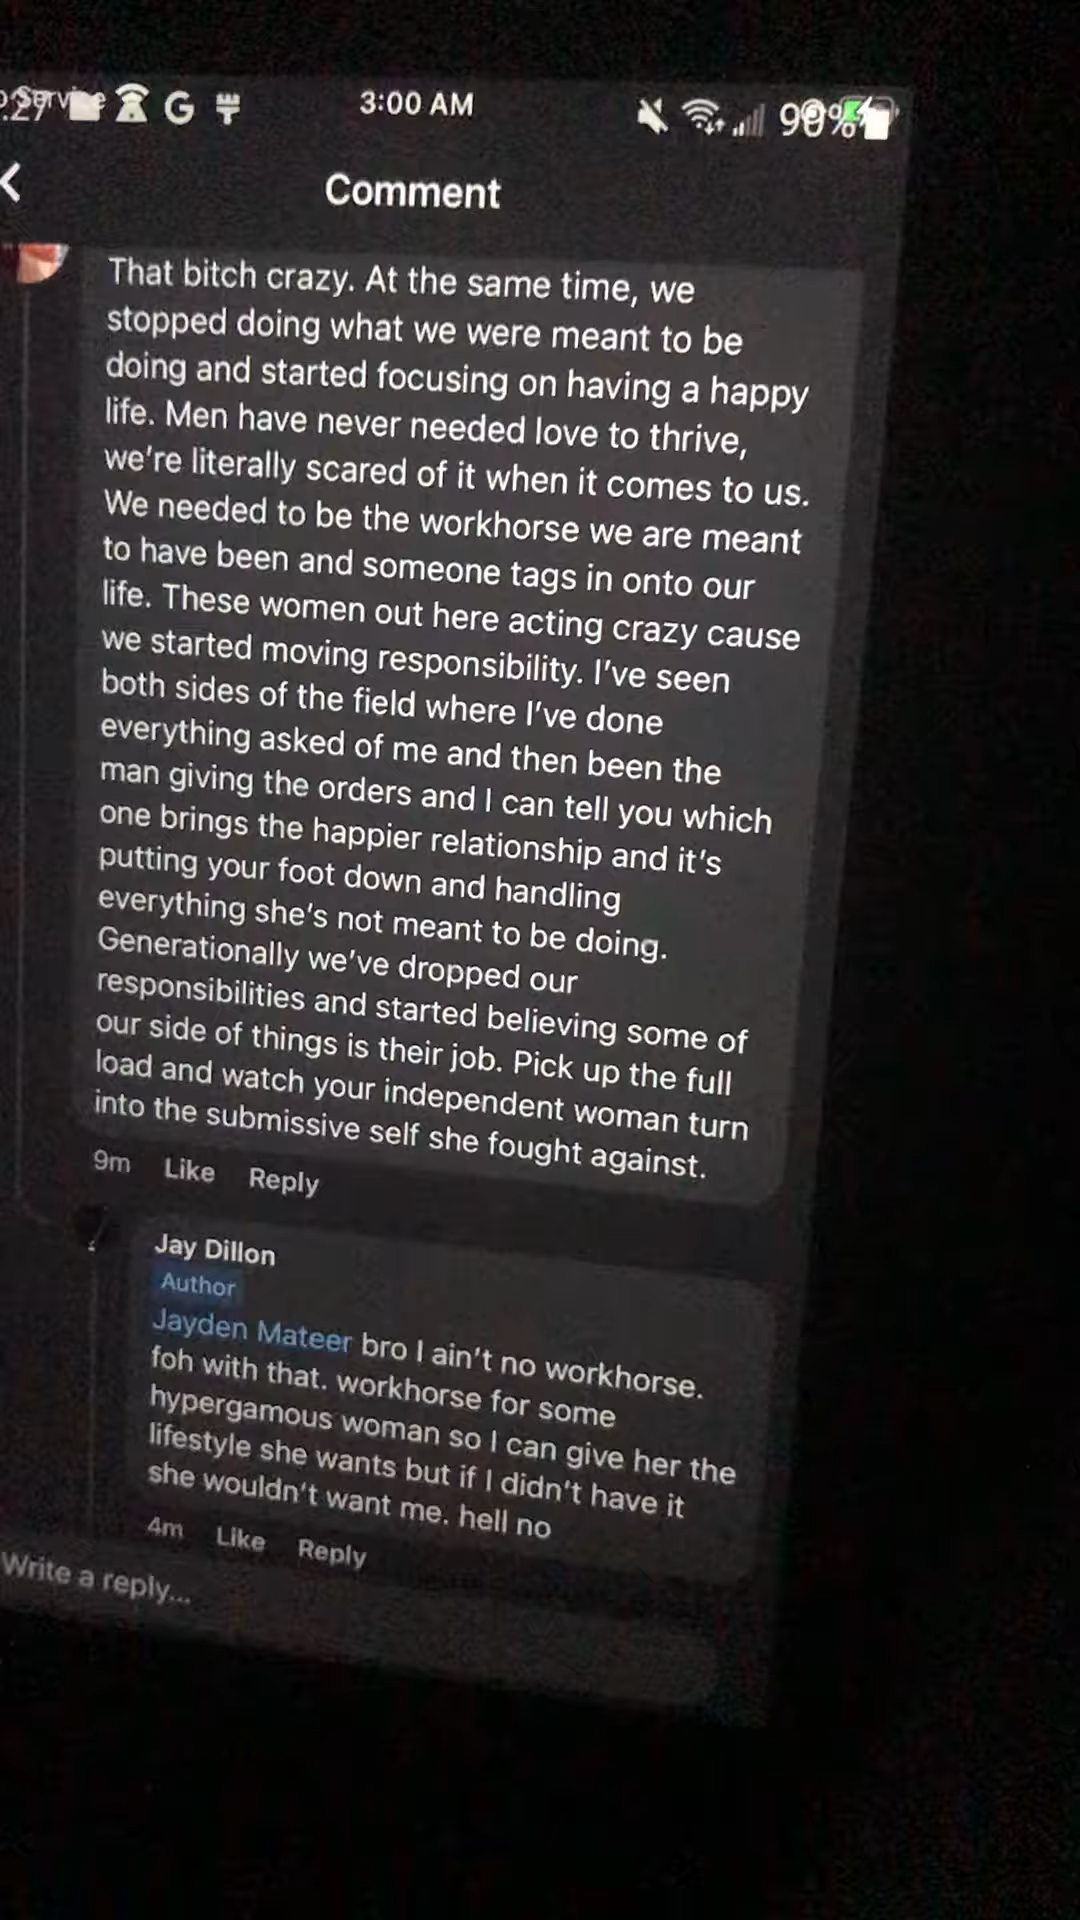 Service
G
3:00 AM
Comment
That bitch crazy. At the same time, we
stopped doing what we were meant to be
doing and started focusing on having a happy
life. Men have never needed love to thrive,
we're literally scared of it when it comes to us.
We needed to be the workhorse we are meant
to have been and someone tags in onto our
life. These women out here acting crazy cause
we started moving responsibility. I've seen
both sides of the field where I've done
everything asked of me and then been the
man giving the orders and I can tell you which
one brings the happier relationship and it's
putting your foot down and handling
everything she's not meant to be doing.
Generationally we've dropped our
responsibilities and started believing some of
our side of things is their job. Pick up the full
load and watch your independent woman turn
into the submissive self she fought against.
9m Like Reply
Jay Dillon
Author
Jayden Mateer bro I ain't no workhorse.
foh with that. workhorse for some
hypergamous woman so I can give her the
lifestyle she wants but if I didn't have it
she wouldn't want me. hell no
4m Like Reply
Write a reply...